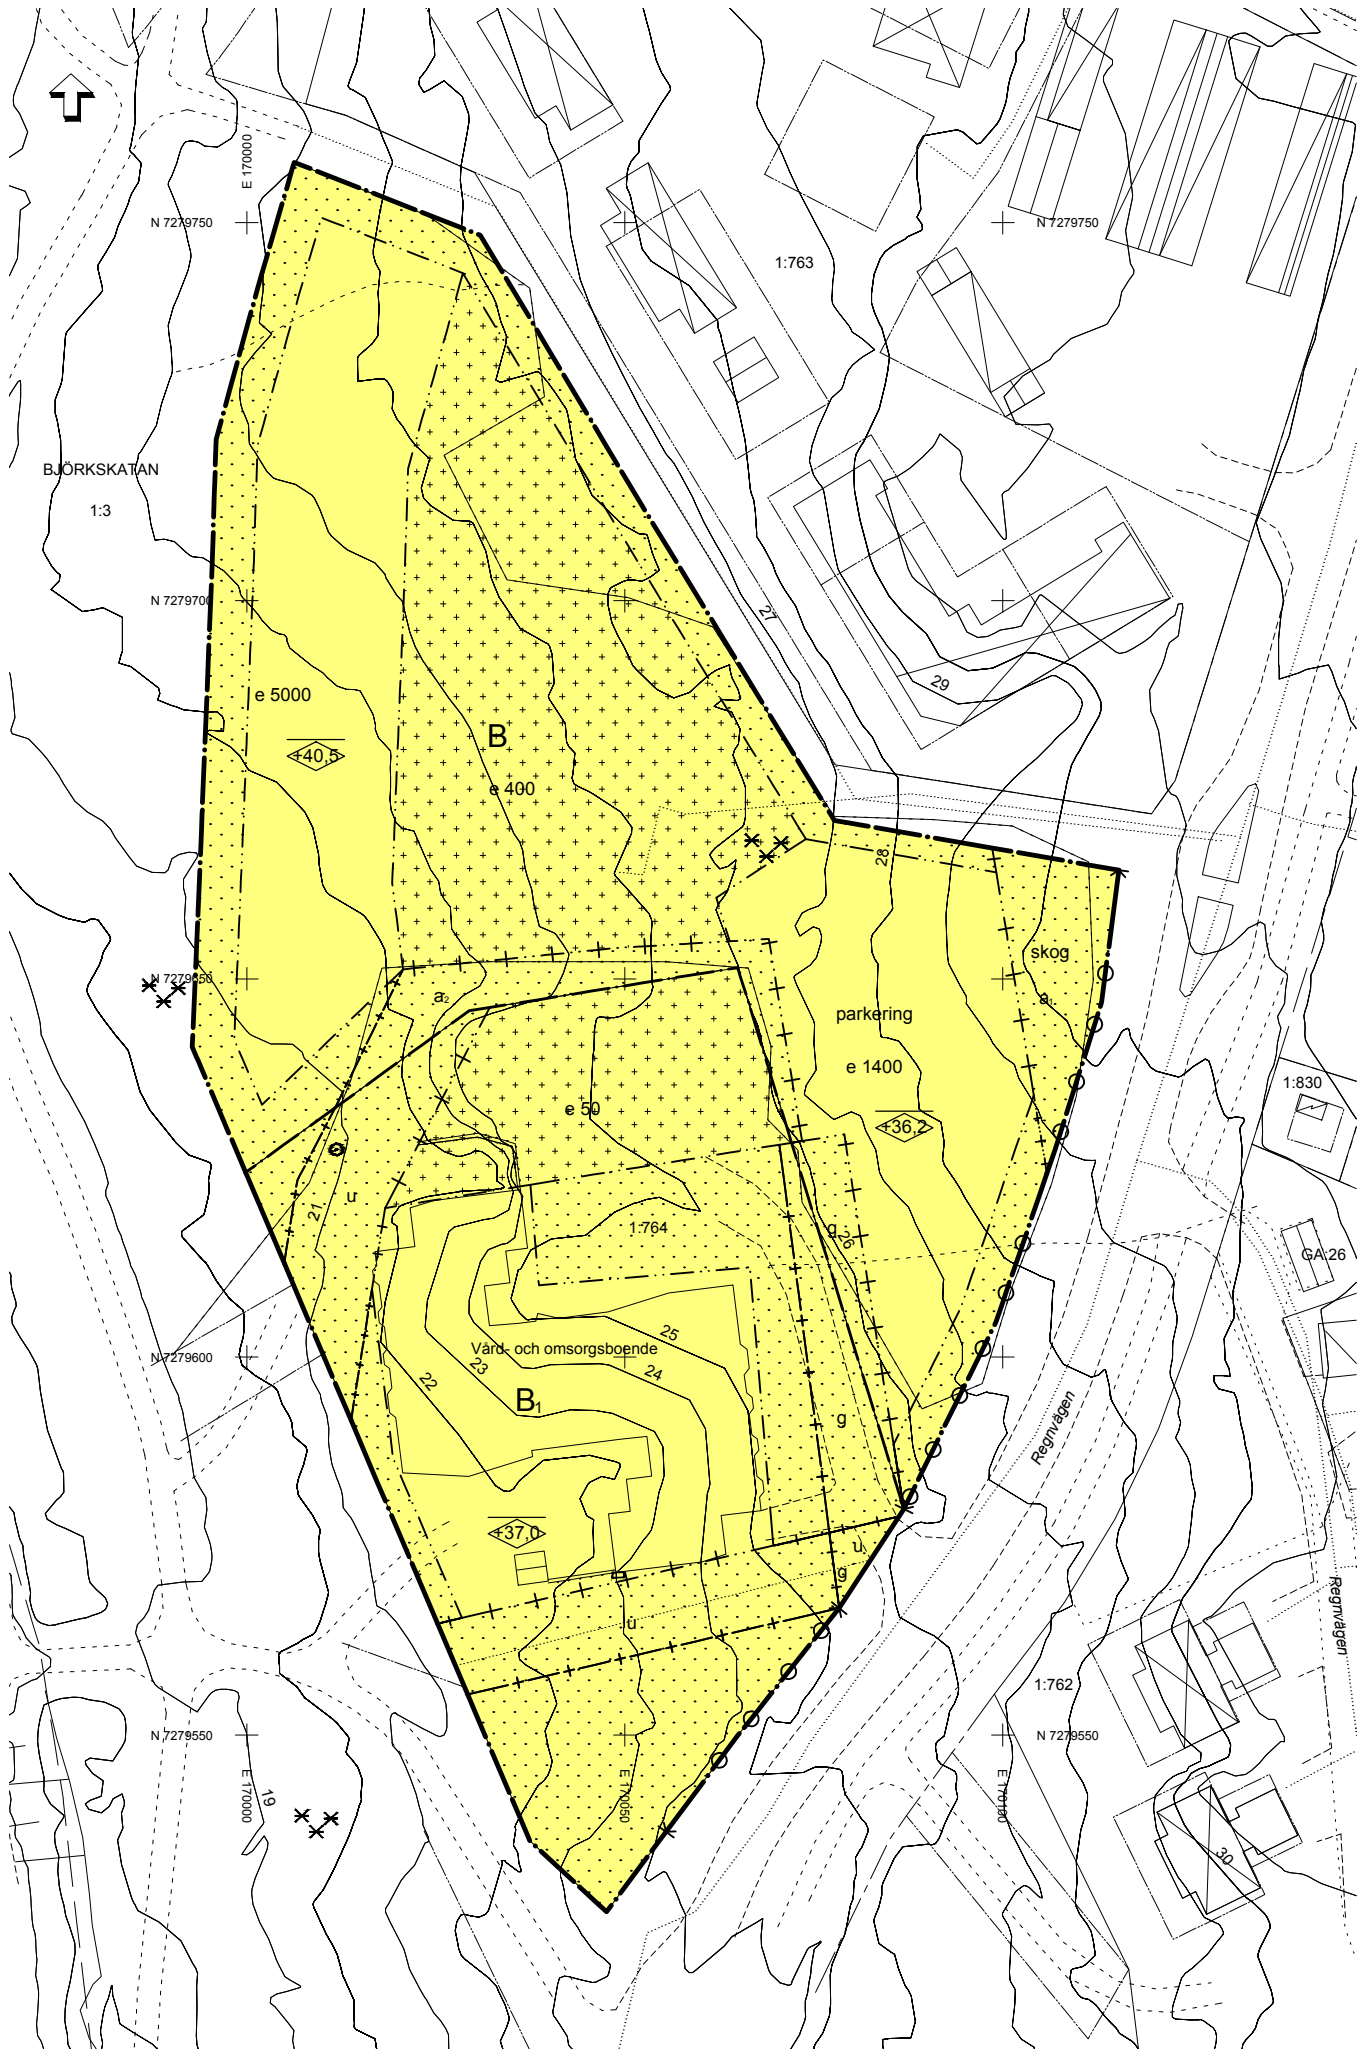 E 170000
N 7279750
N 7279750
1:763
BJÖRKSKATAN
1:3
N 7279700
27
29
e 5000
B
+40,5
e 400
28
skog
N 7279650
a2
a1
parkering
e 1400
1:830
e 50
+36,2
u
21
1:764
g
26
GA:26
25
N 7279600
Vård- och omsorgsboende
23
24
22
B1
g
Regnvägen
+37,0
u
g
Regnvägen
u
1:762
N 7279550
N 7279550
E 170000
19
E 170050
E 170100
30